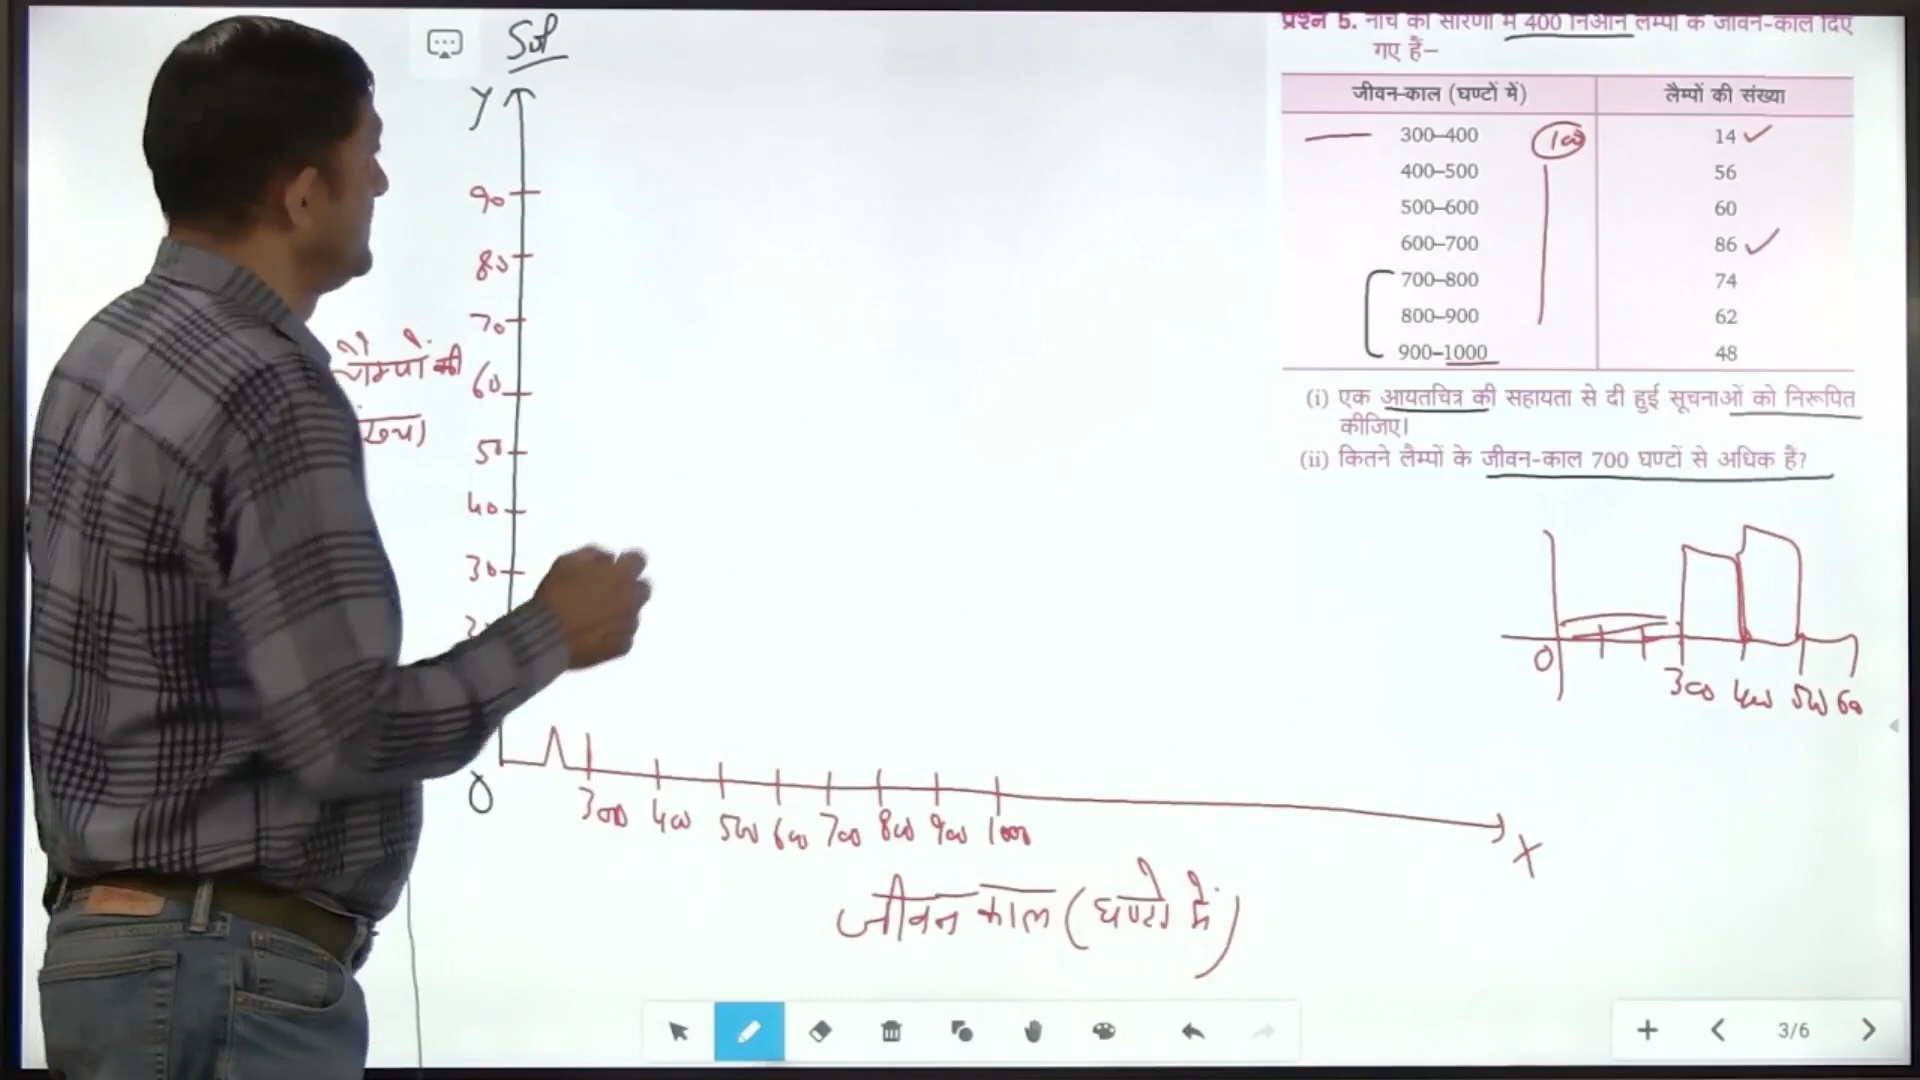 Sol
प्रश्न 5. नीचे की सारणी में 400 निऑन लैम्पों के जीवन-काल दिए
गए हैं–
जीवन-काल (घण्टों में) लैम्पों की संख्या
300–400 100 14
400–500 56
500–600 60
600–700 86
700–800 74
800–900 62
900–1000 48
(i) एक आयतचित्र की सहायता से दी हुई सूचनाओं को निरूपित
कीजिए।
(ii) कितने लैम्पों के जीवन-काल 700 घण्टों से अधिक हैं?
Y
90
80
70
लैम्पों की
60
50
40
30
0
300 400 500 600 700 800 900 1000
X
जीवन काल (घण्टों में)
0 300 400 500 600
3/6